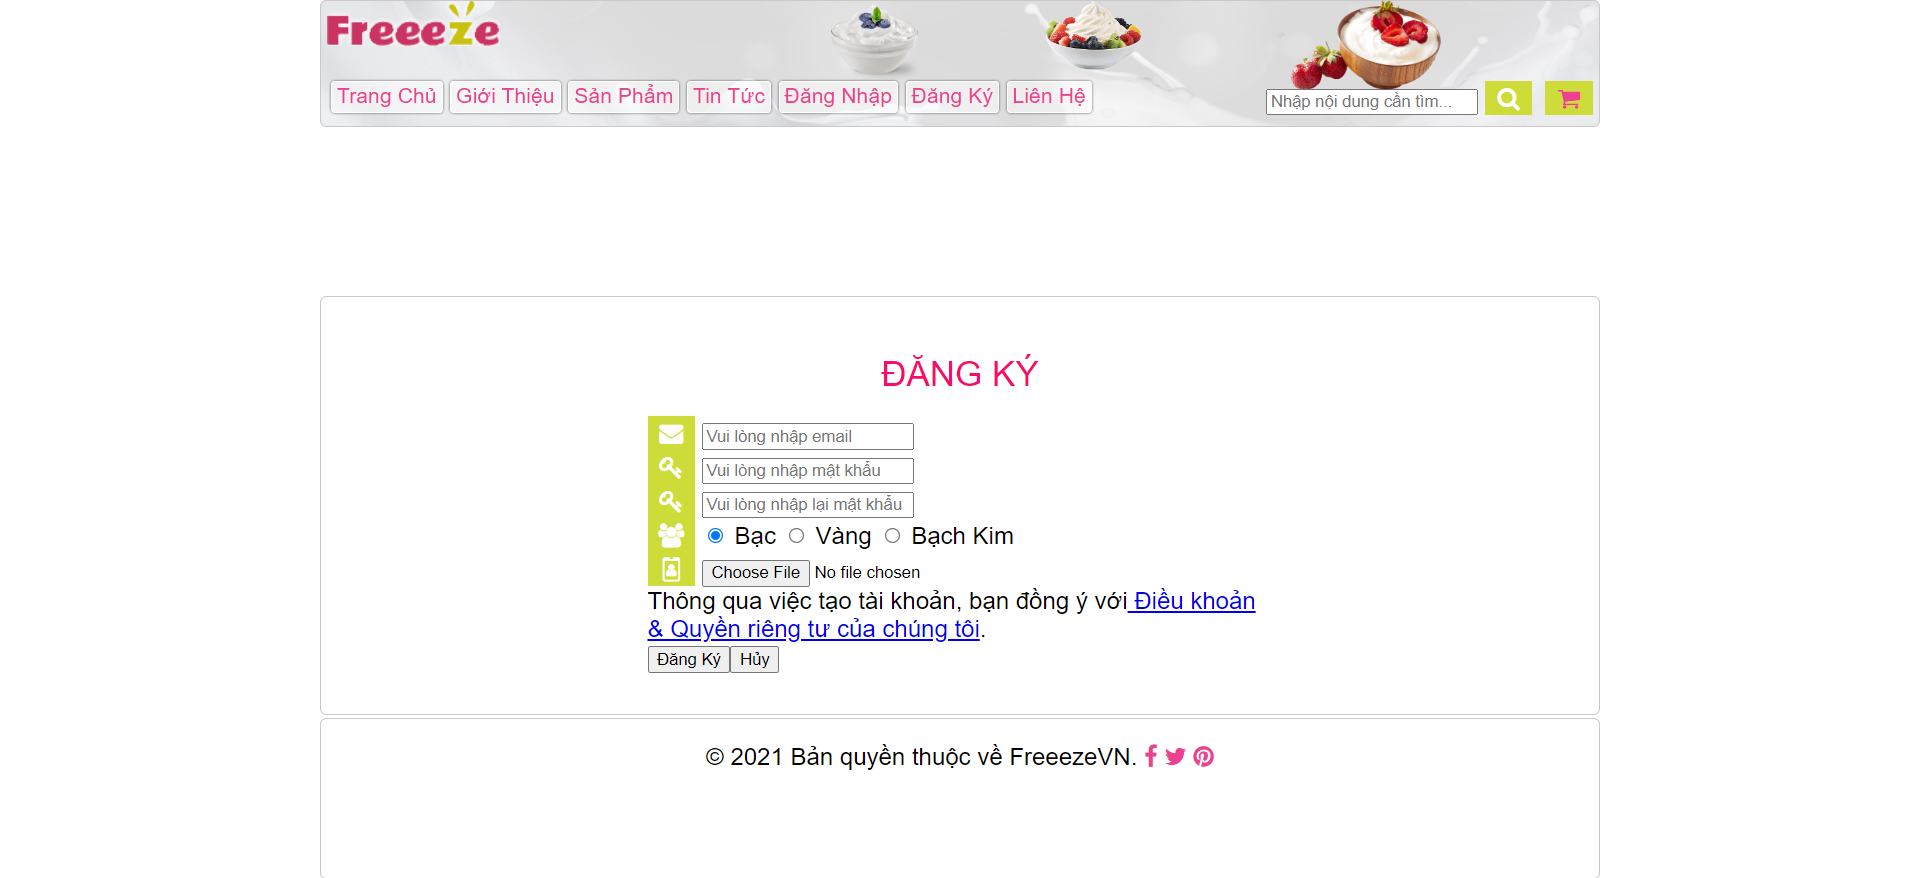 Freeeze
Trang Chủ Giới Thiệu Sản Phẩm Tin Tức Đăng Nhập Đăng Ký Liên Hệ Nhập nội dung cần tìm...
ĐĂNG KÝ
Vui lòng nhập email
Vui lòng nhập mật khẩu
Vui lòng nhập lại mật khẩu
Bạc Vàng Bạch Kim
Choose File No file chosen
Thông qua việc tạo tài khoản, bạn đồng ý với Điều khoản
& Quyền riêng tư của chúng tôi.
Đăng Ký Hủy
© 2021 Bản quyền thuộc về FreeezeVN.